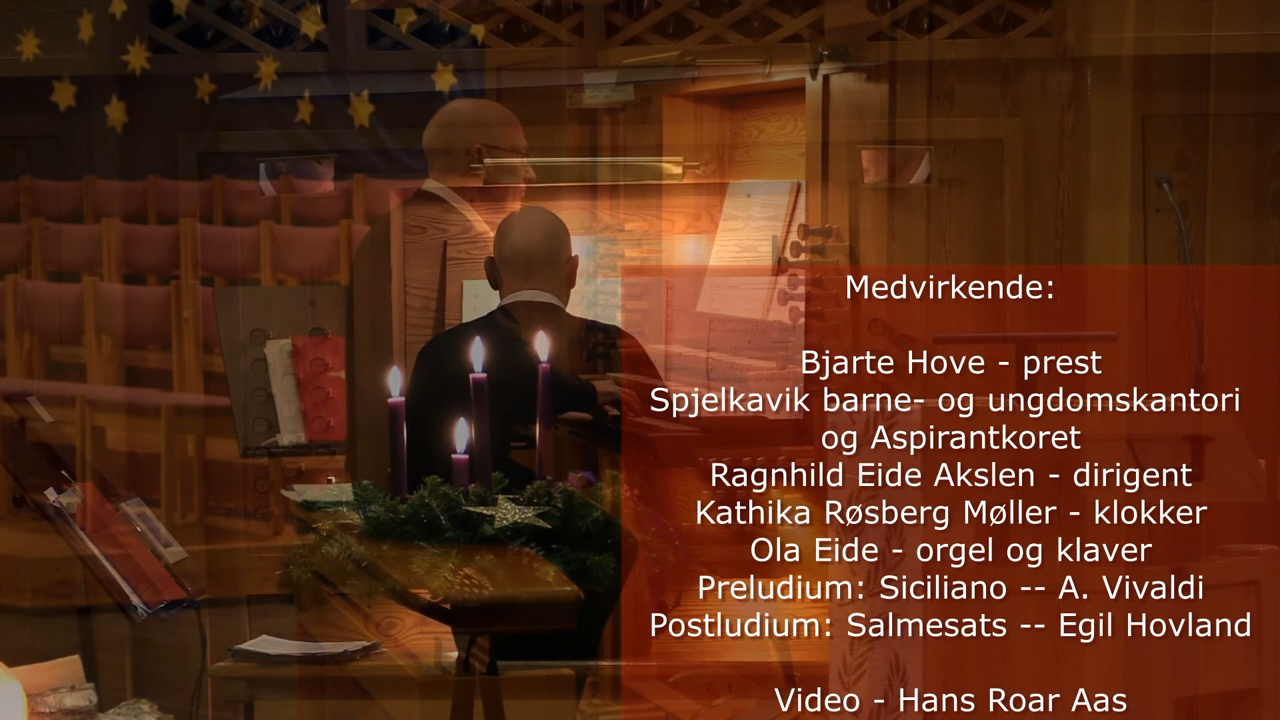 Medvirkende:
Bjarte Hove - prest
Spjelkavik barne- og ungdomskantori
og Aspirantkoret
Ragnhild Eide Akslen - dirigent
Kathika Røsberg Møller - klokker
Ola Eide - orgel og klaver
Preludium: Siciliano -- A. Vivaldi
Postludium: Salmesats -- Egil Hovland
Video - Hans Roar Aas